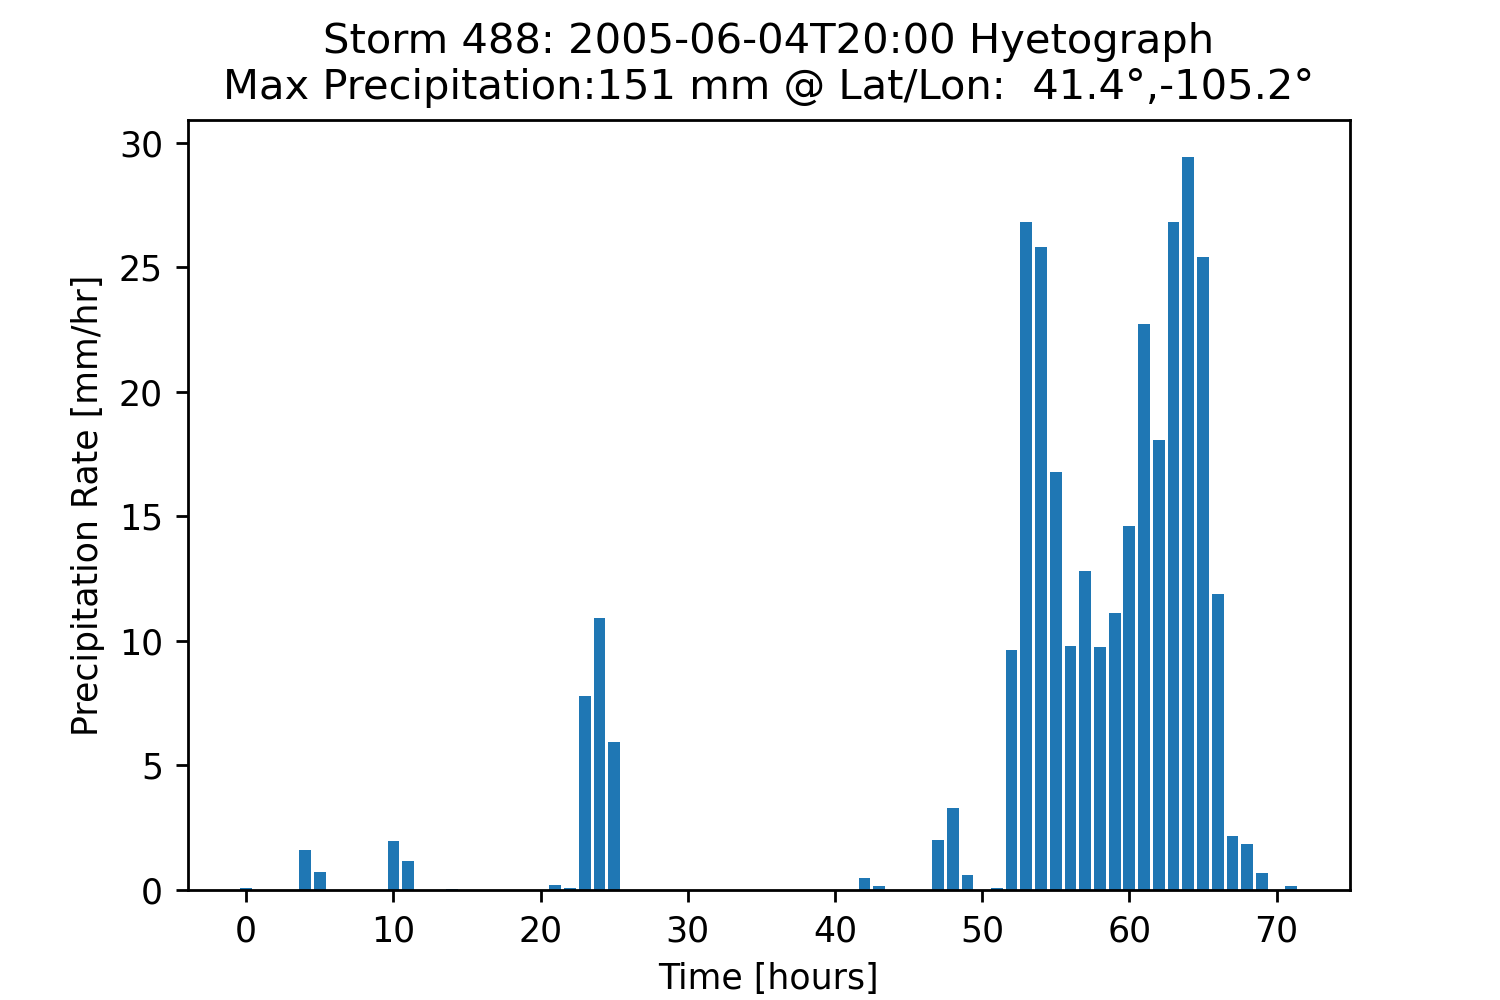 Storm 488: 2005-06-04T20:00 Hyetograph
Max Precipitation:151 mm @ Lat/Lon:  41.4°,-105.2°
Precipitation Rate [mm/hr]
30
25
20
15
10
5
0
0 10 20 30 40 50 60 70
Time [hours]